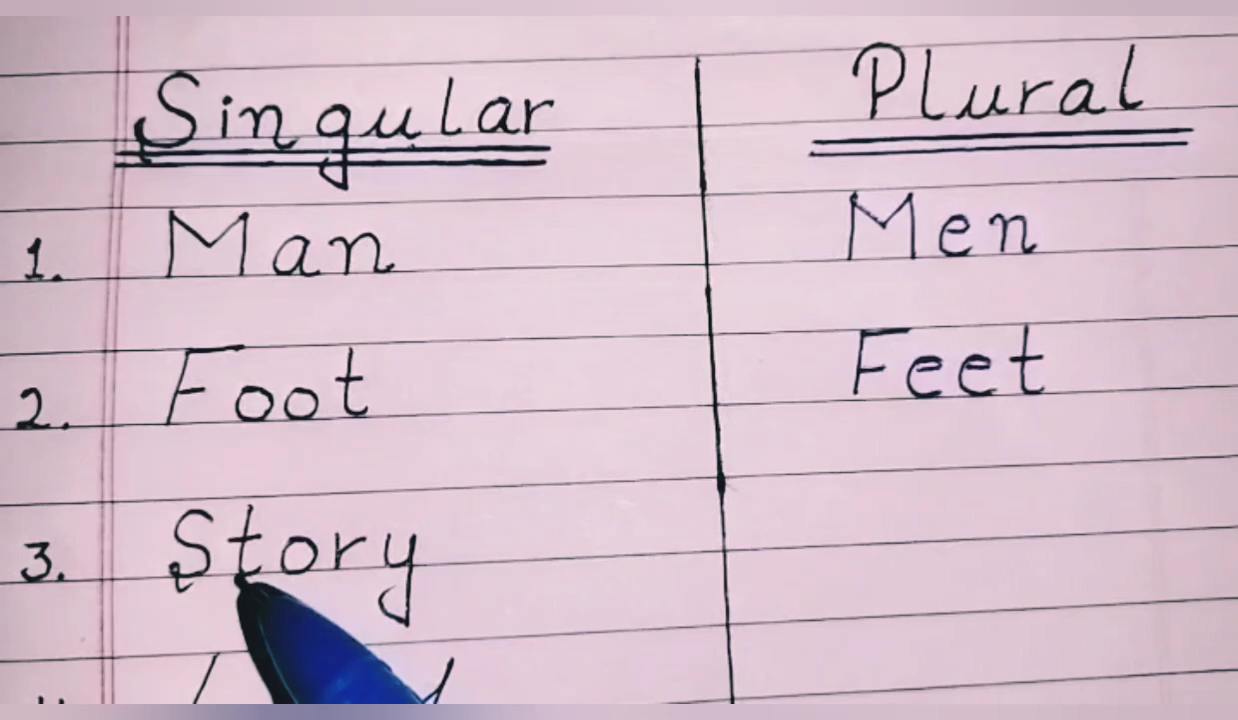 Singular Plural
1. Man Men
2. Foot Feet
3. Story